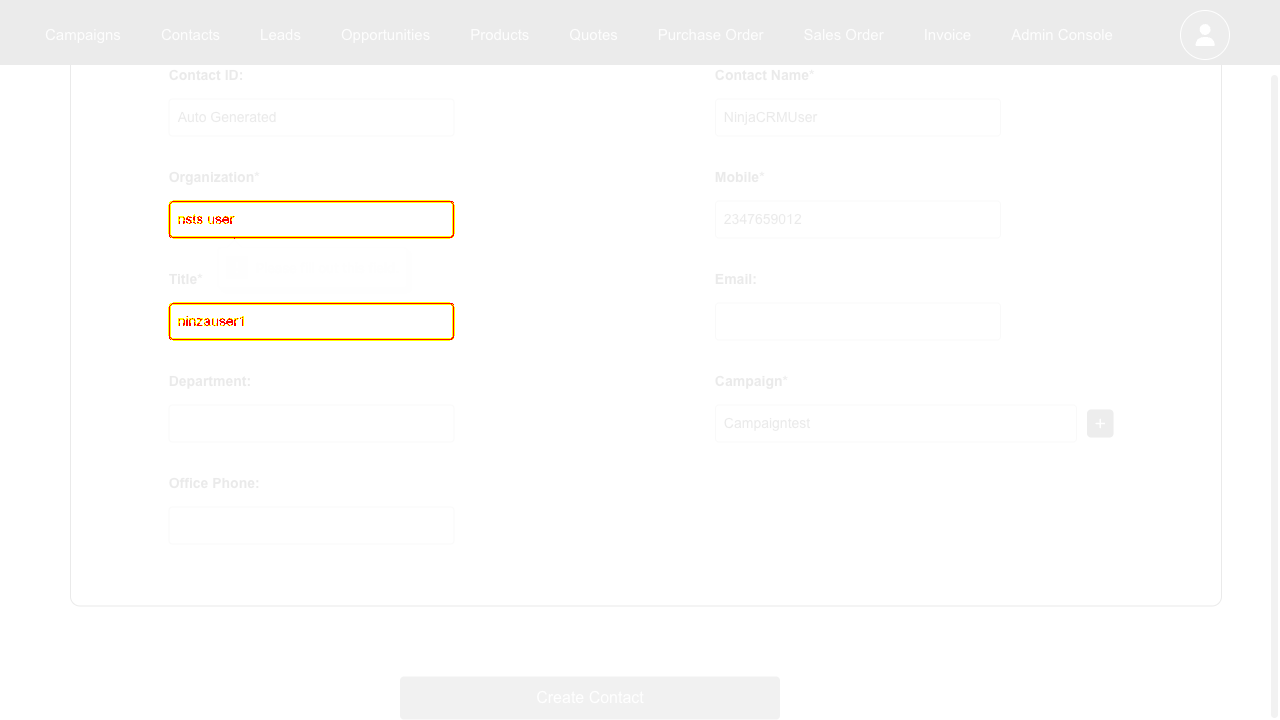 Campaigns Contacts Leads Opportunities Products Quotes Purchase Order Sales Order Invoice Admin Console
Contact ID: Contact Name*
Auto Generated NinjaCRMUser
Organization* Mobile*
nsts user 2347659012
Title* Email:
ninzauser1
Department: Campaign*
Campaigntest +
Office Phone:
Create Contact